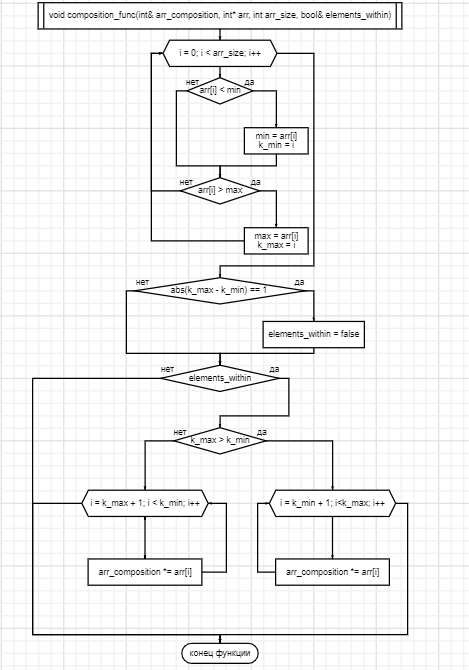 void composition_func(int& arr_composition, int* arr, int arr_size, bool& elements_within)
i = 0; i < arr_size; i++
нет
да
arr[i] < min
min = arr[i]
k_min = i
нет
да
arr[i] > max
max = arr[i]
k_max = i
нет
да
abs(k_max - k_min) == 1
elements_within = false
нет
да
elements_within
нет
да
k_max > k_min
i = k_max + 1; i < k_min; i++
i = k_min + 1; i<k_max; i++
arr_composition *= arr[i]
arr_composition *= arr[i]
конец функции